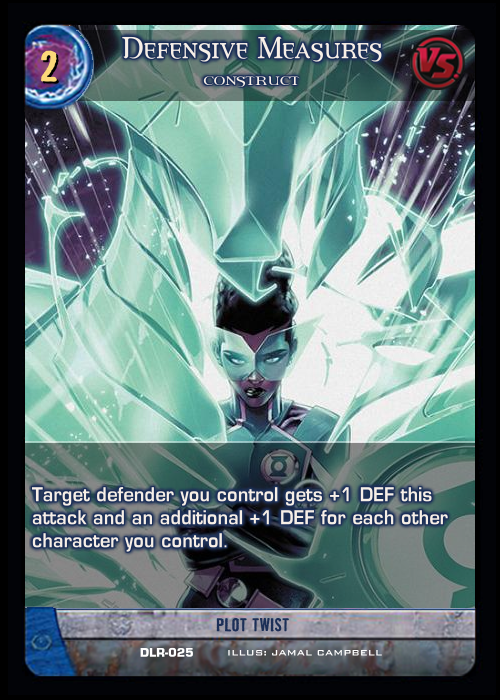 2
DEFENSIVE MEASURES
CONSTRUCT
VS
Target defender you control gets +1 DEF this
attack and an additional +1 DEF for each other
character you control.
PLOT TWIST
DLR-025 ILLUS: JAMAL CAMPBELL